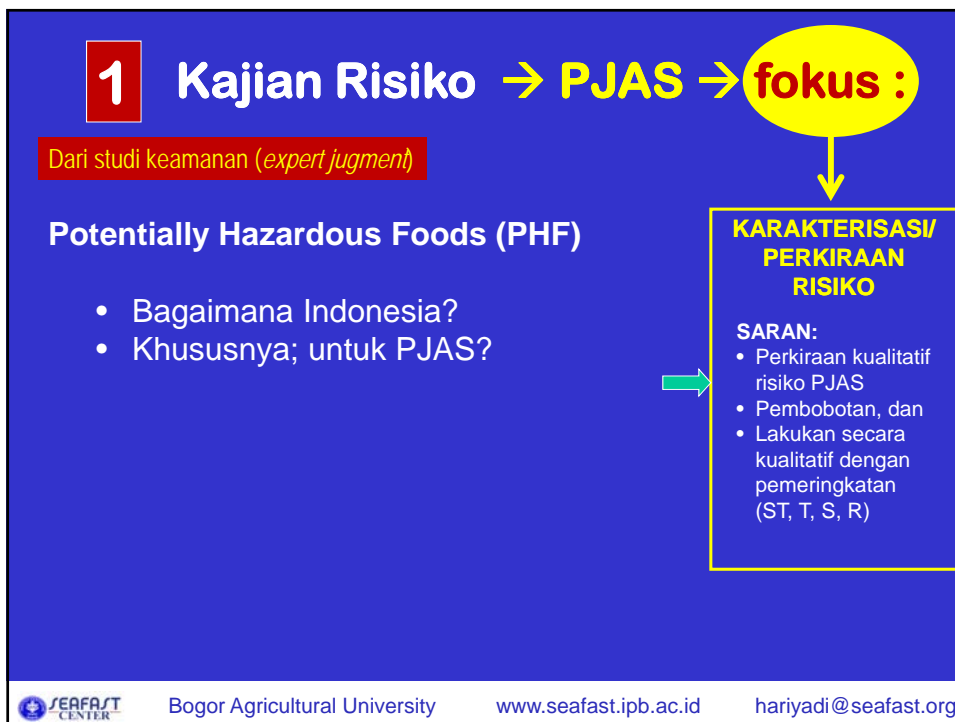 1 Kajian Risiko → PJAS → fokus :
Dari studi keamanan (expert jugment)
Potentially Hazardous Foods (PHF)
• Bagaimana Indonesia?
• Khususnya; untuk PJAS?
KARAKTERISASI/
PERKIRAAN
RISIKO
SARAN:
• Perkiraan kualitatif
risiko PJAS
• Pembobotan, dan
• Lakukan secara
kualitatif dengan
pemeringkatan
(ST, T, S, R)
SEAFAST
CENTER
Bogor Agricultural University www.seafast.ipb.ac.id hariyadi@seafast.org